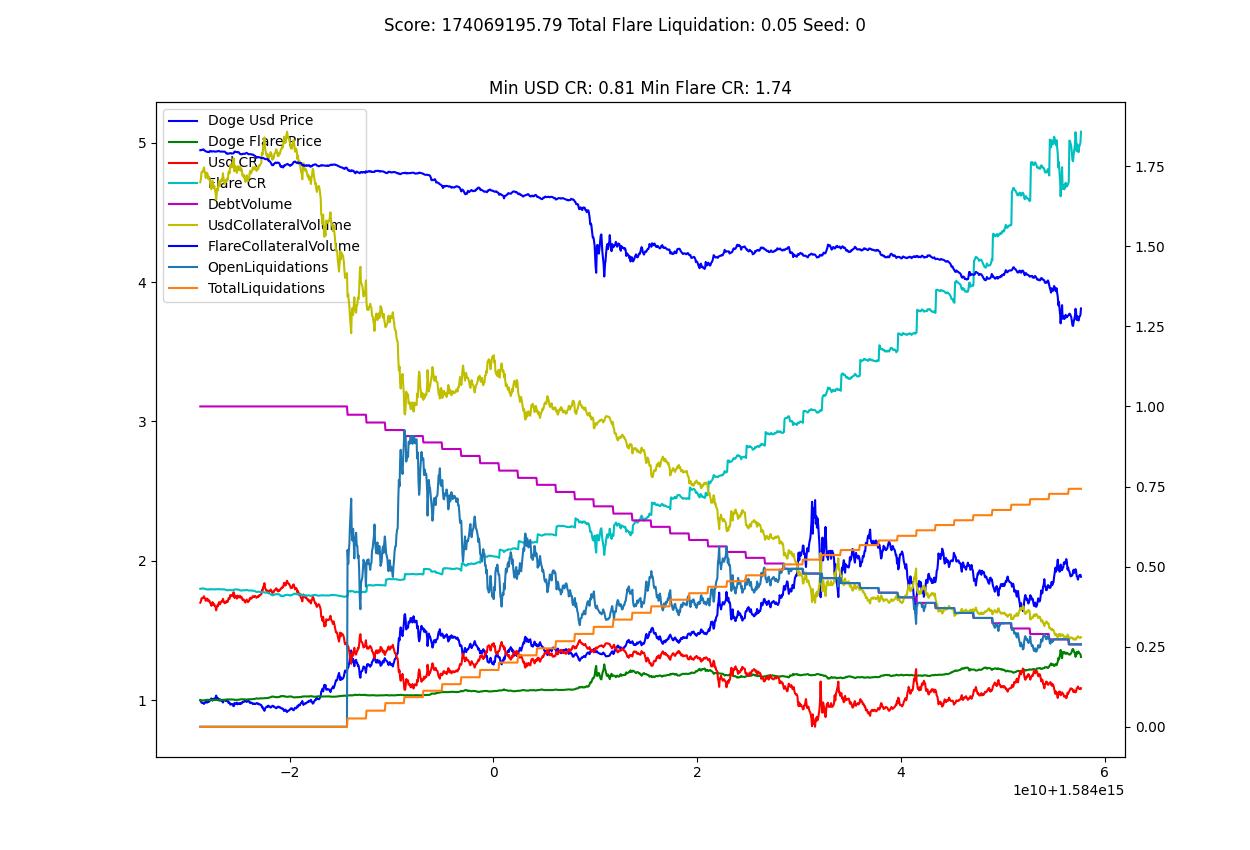 Score: 174069195.79 Total Flare Liquidation: 0.05 Seed: 0
Min USD CR: 0.81 Min Flare CR: 1.74
Doge Usd Price
Doge Flare Price
Usd CR
Flare CR
DebtVolume
UsdCollateralVolume
FlareCollateralVolume
OpenLiquidations
TotalLiquidations
5
4
3
2
1
1.75
1.50
1.25
1.00
0.75
0.50
0.25
0.00
−2
0
2
4
6
1e10+1.584e15